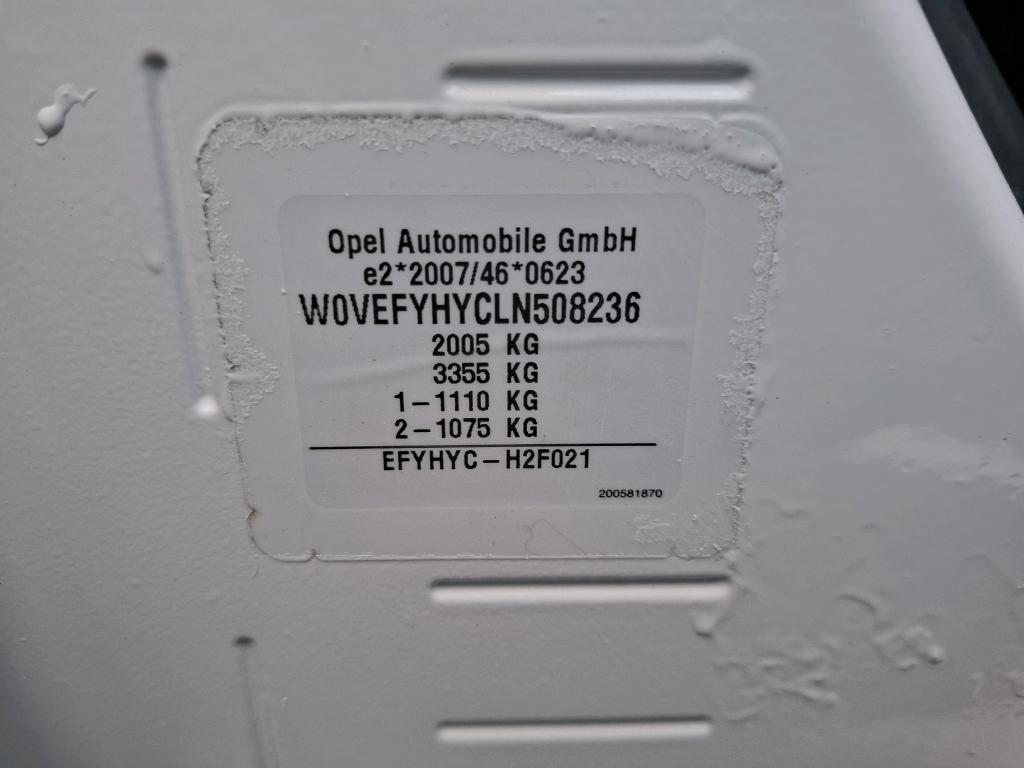 Opel Automobile GmbH
e2*2007/46*0623
W0VEFYHYCLN508236
2005 KG
3355 KG
1-1110 KG
2-1075 KG
EFYHYC-H2F021
200581870